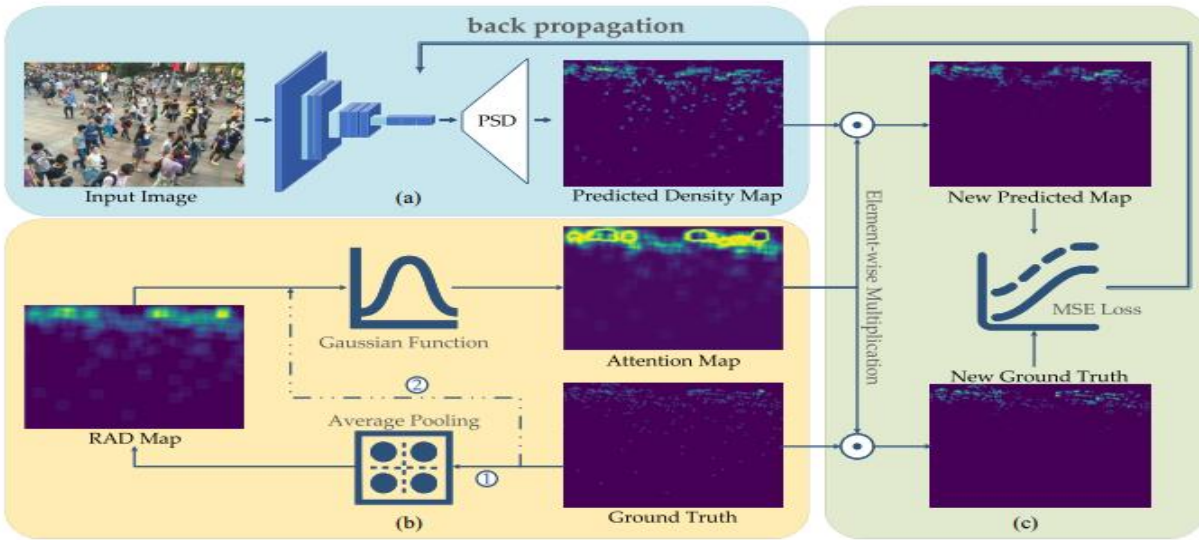 back propagation
PSD
Input Image
(a)
Predicted Density Map
New Predicted Map
Element-wise Multiplication
Gaussian Function
Attention Map
MSE Loss
②
New Ground Truth
RAD Map
Average Pooling
①
Ground Truth
(b)
(c)